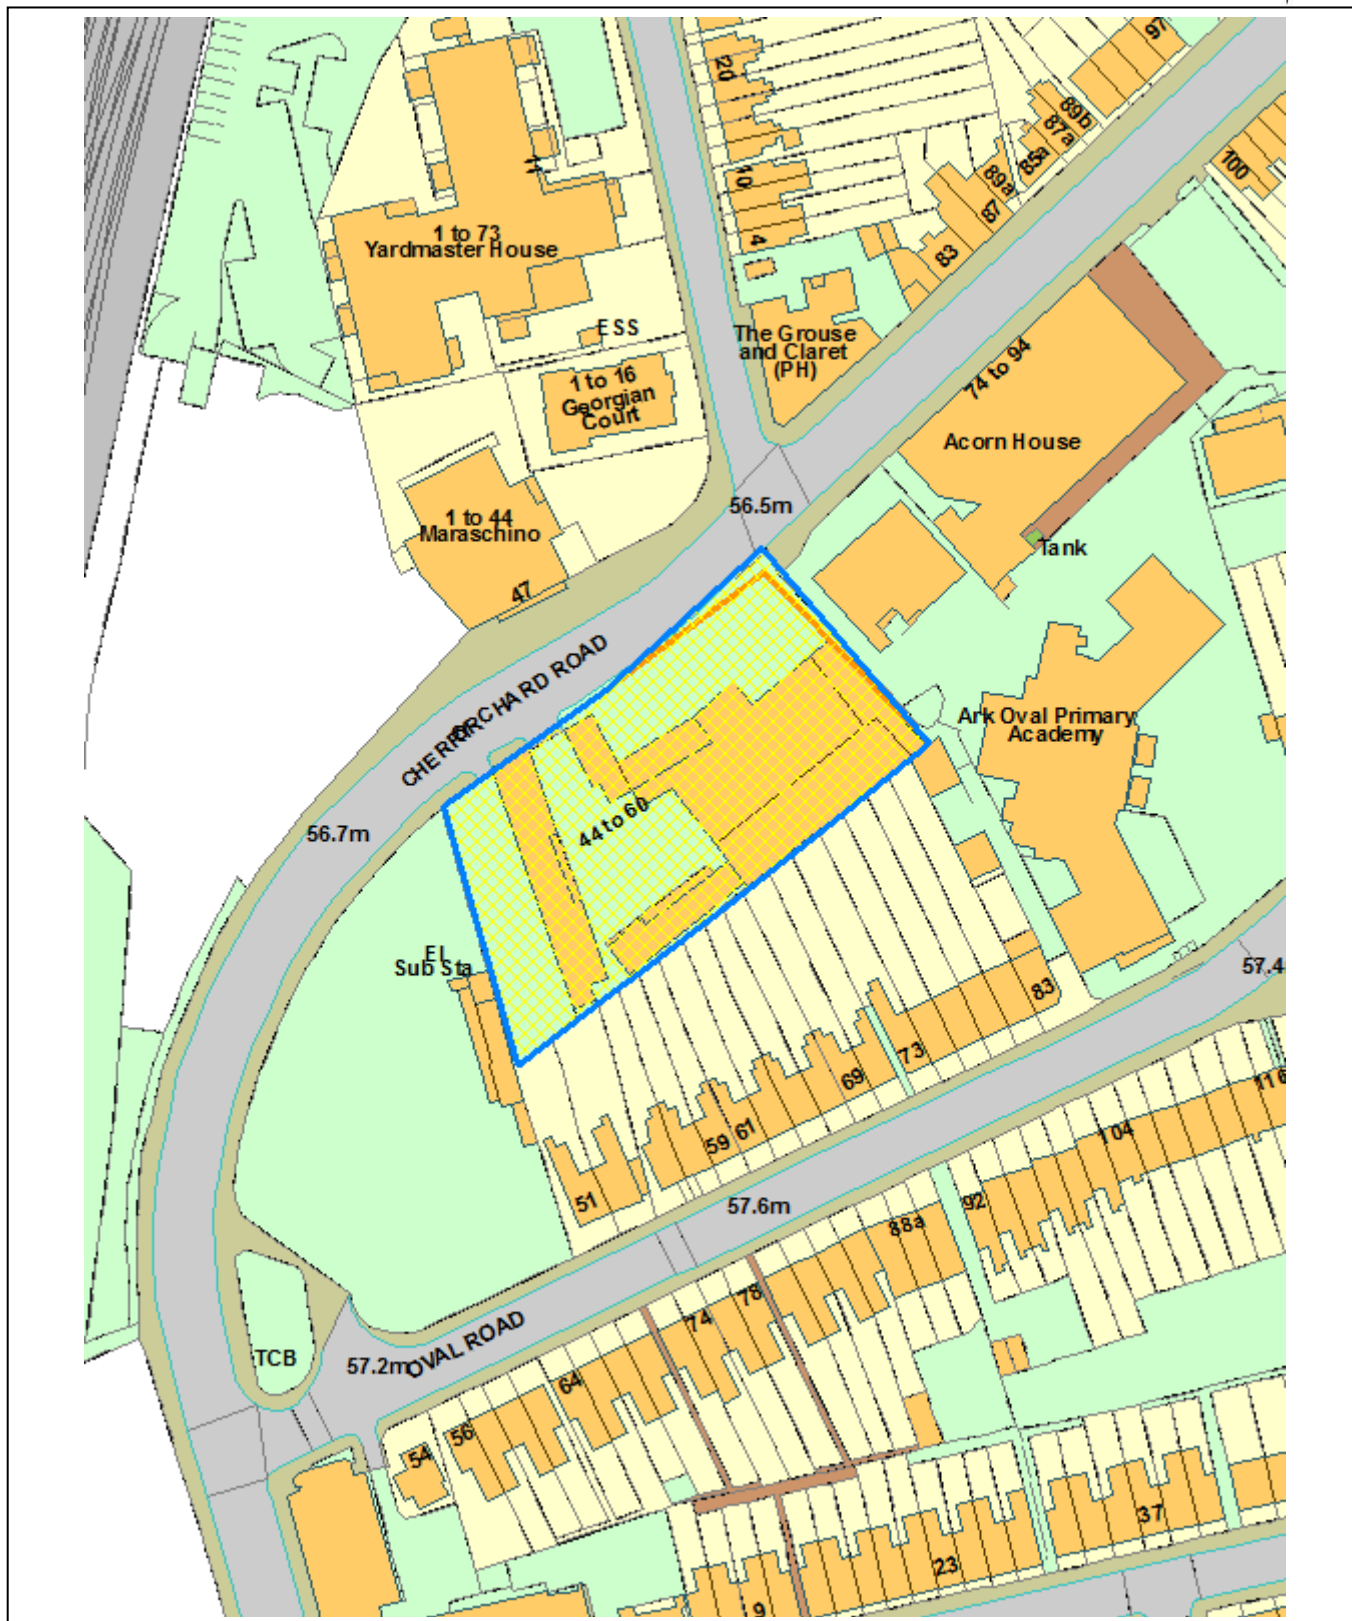 97
20
89b
87a
85a
11
100
10
89a
87
1 to 73
Yardmaster House
4
83
ESS
The Grouse
and Claret
(PH)
74 to 94
1 to 16
Georgian
Court
Acorn House
56.5m
1 to 44
Maraschino
Tank
47
CHERRY ORCHARD ROAD
Ark Oval Primary
Academy
44 to 60
56.7m
El
Sub Sta
57.4
83
73
69
61
59
51
116
104
57.6m
92
88a
78
74
OVAL ROAD
57.2m
TCB
64
56
54
37
23
9